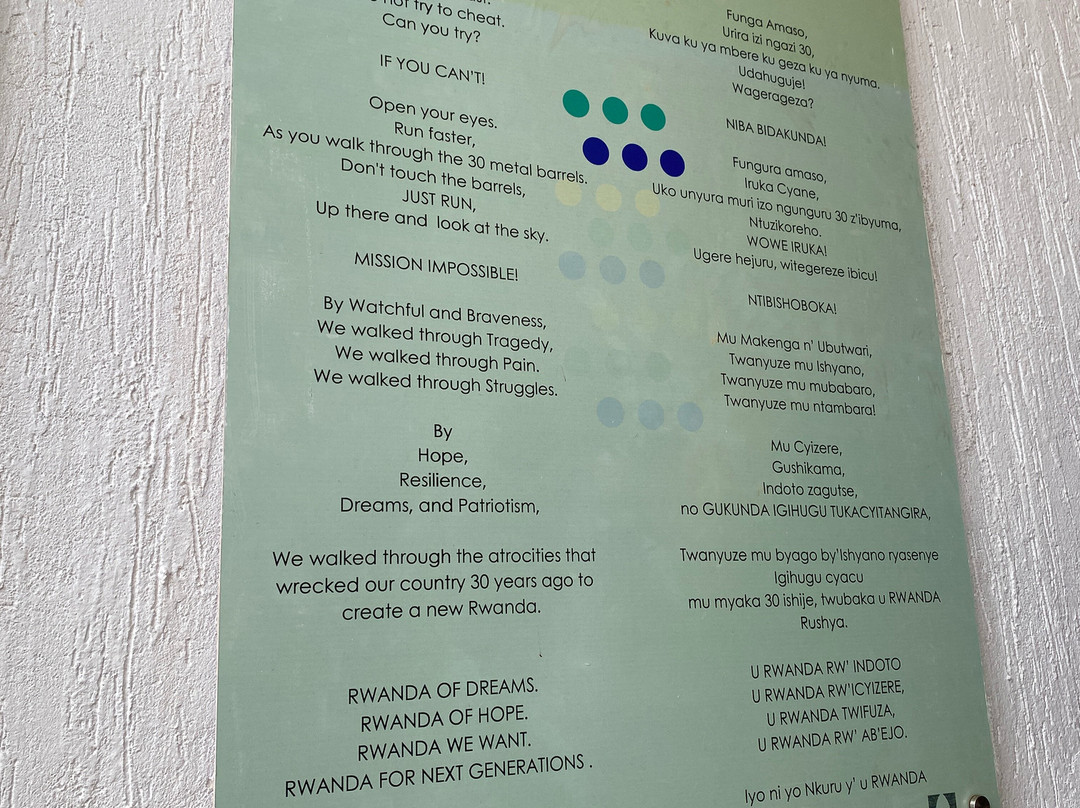 not try to cheat.
Can you try?
IF YOU CAN'T!
Open your eyes.
Run faster,
As you walk through the 30 metal barrels.
Don't touch the barrels,
JUST RUN,
Up there and look at the sky.
MISSION IMPOSSIBLE!
By Watchful and Braveness,
We walked through Tragedy,
We walked through Pain.
We walked through Struggles.
By
Hope,
Resilience,
Dreams, and Patriotism,
We walked through the atrocities that
wrecked our country 30 years ago to
create a new Rwanda.
RWANDA OF DREAMS.
RWANDA OF HOPE.
RWANDA WE WANT.
RWANDA FOR NEXT GENERATIONS .
Funga Amaso,
Urira izi ngazi 30,
Kuva ku ya mbere ku geza ku ya nyuma.
Udahuguje!
Wagerageza?
NIBA BIDAKUNDA!
Fungura amaso,
Iruka Cyane,
Uko unyura muri izo ngunguru 30 z'ibyuma,
Ntuzikoreho.
WOWE IRUKA!
Ugere hejuru, witegereze ibicu!
NTIBISHOBOKA!
Mu Makenga n' Ubutwari,
Twanyuze mu Ishyano,
Twanyuze mu mubabaro,
Twanyuze mu ntambara!
Mu Cyizere,
Gushikama,
Indoto zagutse,
no GUKUNDA IGIHUGU TUKACYITANGIRA,
Twanyuze mu byago by'Ishyano ryasenye
Igihugu cyacu
mu myaka 30 ishije, twubaka u RWANDA
Rushya.
U RWANDA RW' INDOTO
U RWANDA RW'ICYIZERE,
U RWANDA TWIFUZA,
U RWANDA RW' AB'EJO.
Iyo ni yo Nkuru y' u RWANDA